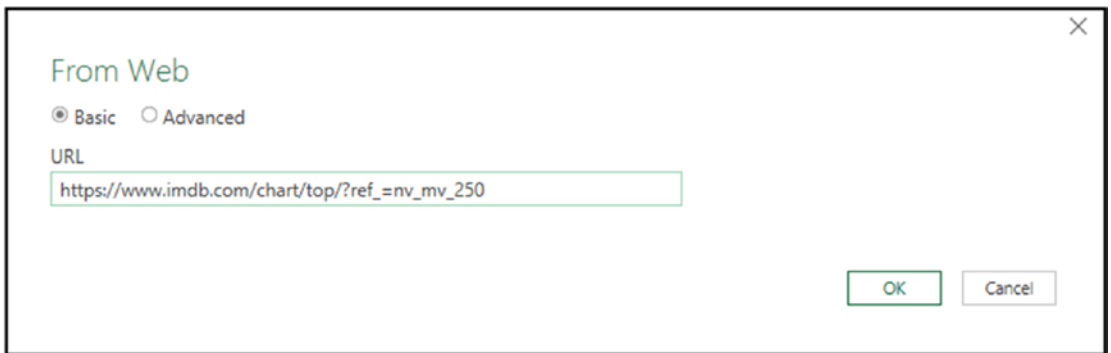 From Web
Basic Advanced
URL
https://www.imdb.com/chart/top/?ref_=nv_mv_250
OK Cancel